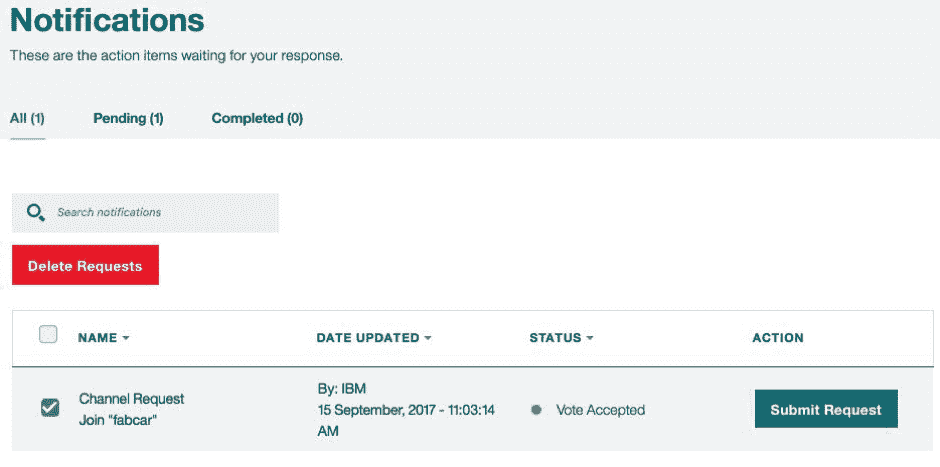 Notifications
These are the action items waiting for your response.
All (1) Pending (1) Completed (0)
Search notifications
Delete Requests
NAME DATE UPDATED STATUS ACTION
Channel Request
Join "fabcar"
By: IBM
15 September, 2017 - 11:03:14
AM
Vote Accepted
Submit Request